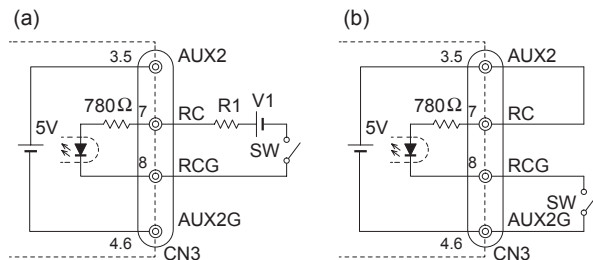 (a)
3.5 AUX2
780Ω 7 RC R1 V1
5V
8 RCG SW
AUX2G
4.6 CN3
(b)
3.5 AUX2
780Ω 7 RC
5V
8 RCG
SW
AUX2G
4.6 CN3